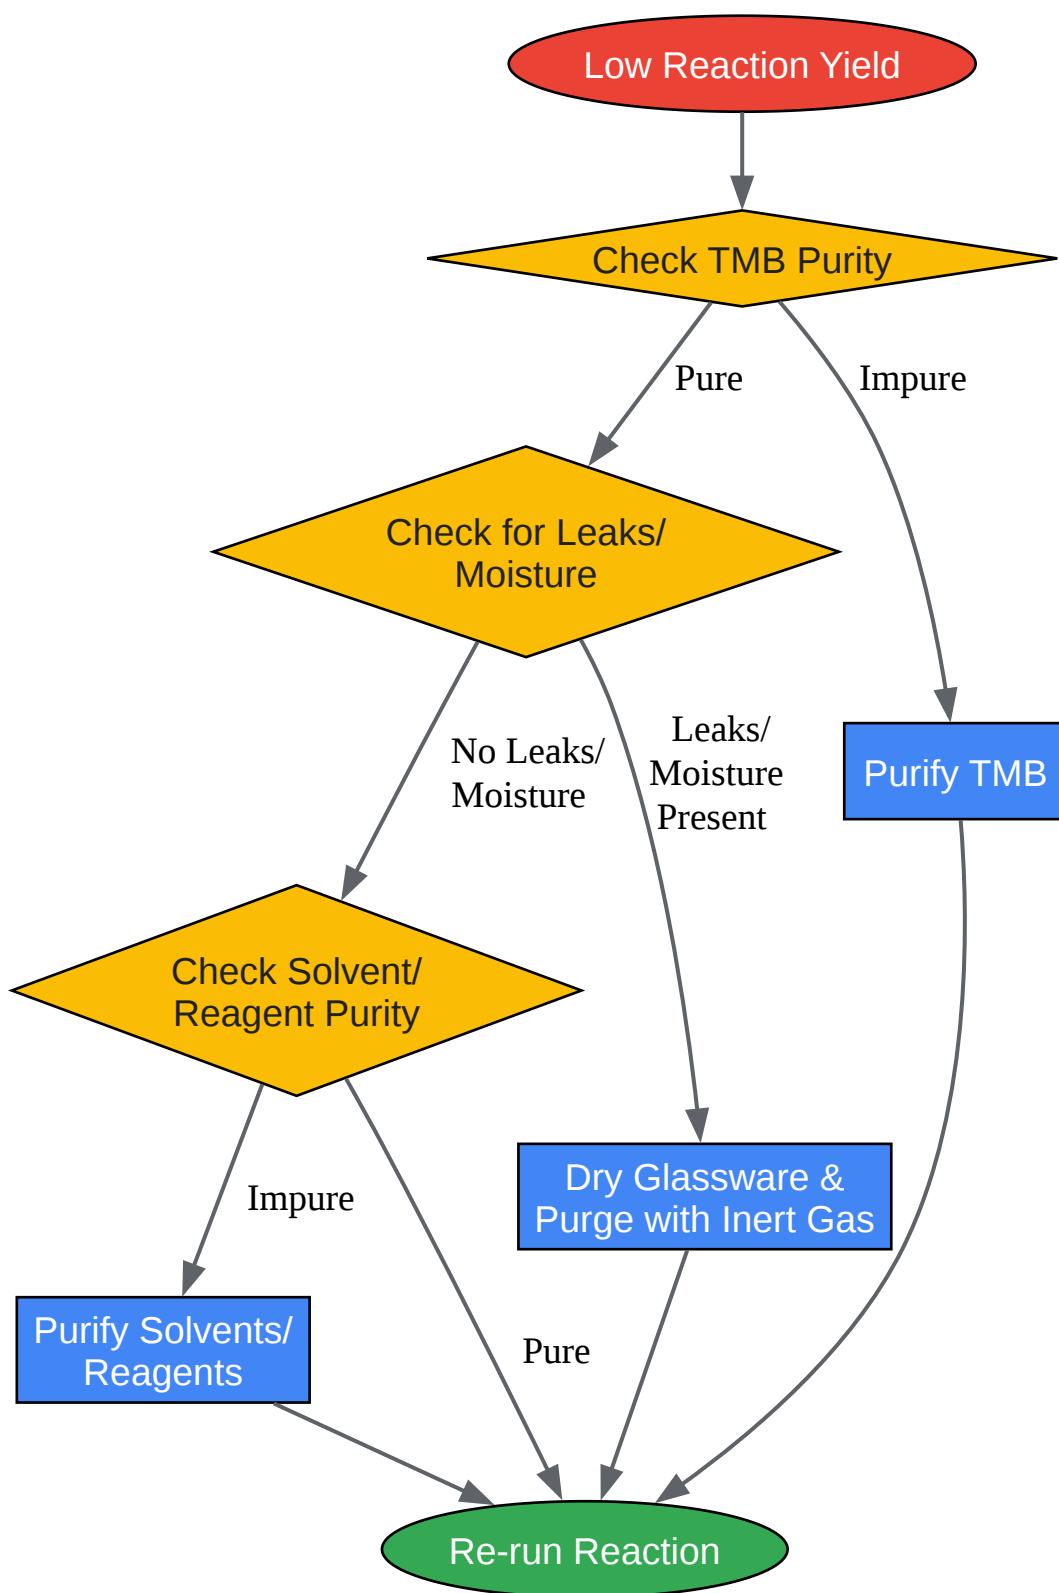 Low Reaction Yield
Check TMB Purity
Pure
Impure
Check for Leaks/
Moisture
No Leaks/
Moisture
Leaks/
Moisture
Present
Purify TMB
Check Solvent/
Reagent Purity
Impure
Dry Glassware &
Purge with Inert Gas
Purify Solvents/
Reagents
Pure
Re-run Reaction